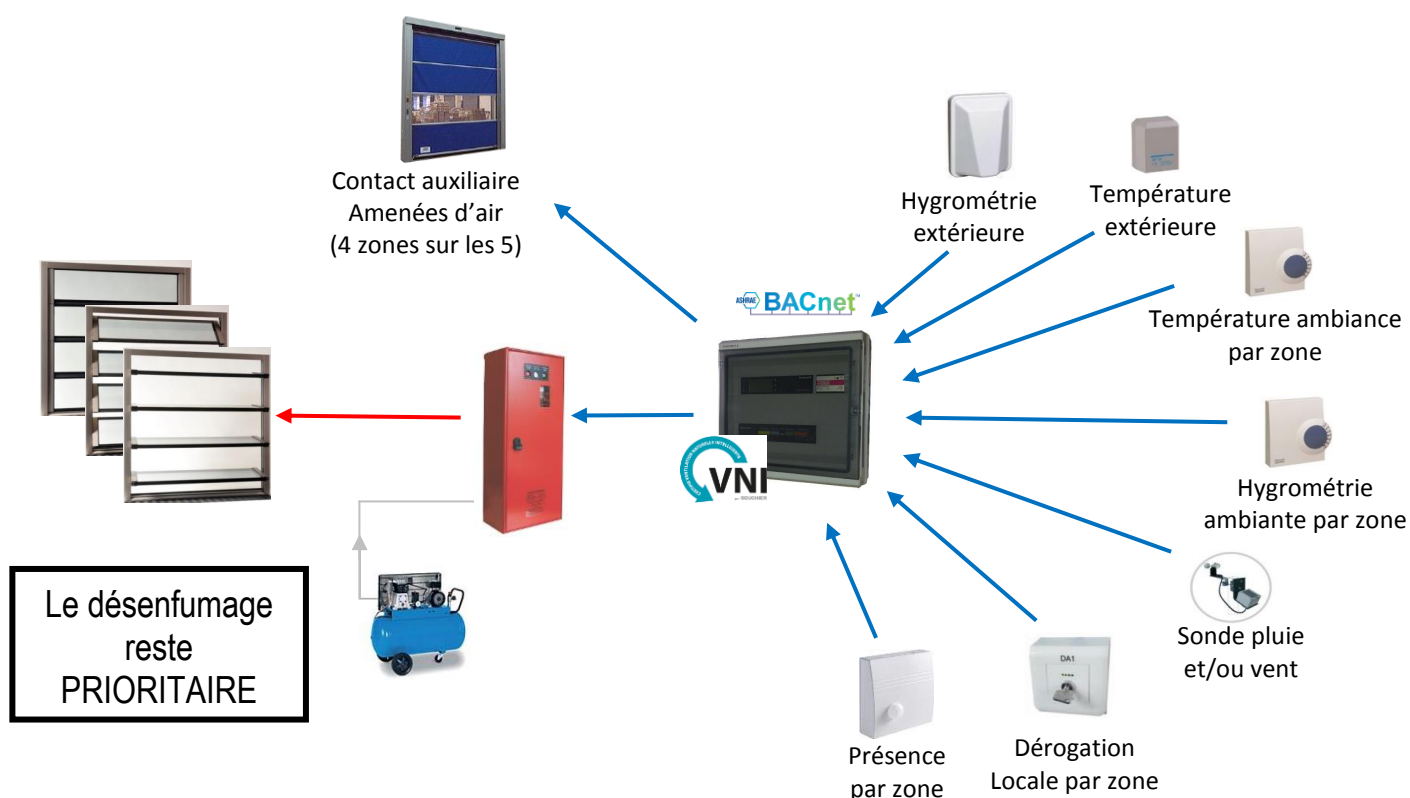 Contact auxiliaire
Amenées d’air
(4 zones sur les 5)
Hygrométrie
extérieure
Température
extérieure
Température ambiance
par zone
ASHRAE BACnet™
VNI
Hygrométrie
ambiante par zone
Le désenfumage
reste
PRIORITAIRE
Sonde pluie
et/ou vent
DA1
Présence
par zone
Dérogation
Locale par zone